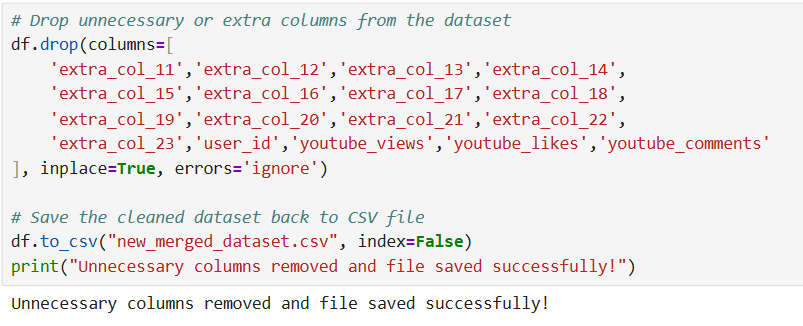 # Drop unnecessary or extra columns from the dataset
df.drop(columns=[
    'extra_col_11','extra_col_12','extra_col_13','extra_col_14',
    'extra_col_15','extra_col_16','extra_col_17','extra_col_18',
    'extra_col_19','extra_col_20','extra_col_21','extra_col_22',
    'extra_col_23','user_id','youtube_views','youtube_likes','youtube_comments'
], inplace=True, errors='ignore')

# Save the cleaned dataset back to CSV file
df.to_csv("new_merged_dataset.csv", index=False)
print("Unnecessary columns removed and file saved successfully!")
Unnecessary columns removed and file saved successfully!